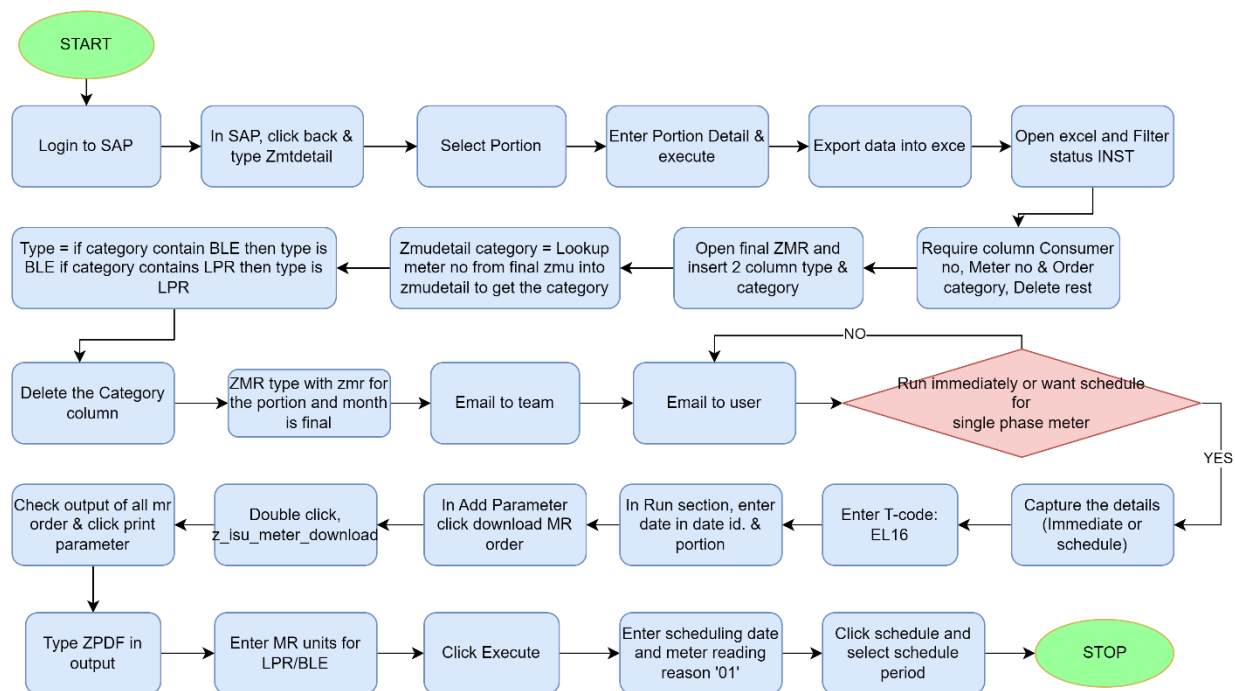 START
Login to SAP
In SAP, click back &
type Zmtdetail
Select Portion
Enter Portion Detail &
execute
Export data into exce
Open excel and Filter
status INST
Type = if category contain BLE then type is
BLE if category contains LPR then type is
LPR
Zmudetail category = Lookup
meter no from final zmu into
zmudetail to get the category
Open final ZMR and
insert 2 column type &
category
Require column Consumer
no, Meter no & Order
category, Delete rest
NO
Delete the Category
column
ZMR type with zmr for
the portion and month
is final
Email to team
Email to user
Run immediately or want schedule
for
single phase meter
YES
Check output of all mr
order & click print
parameter
Double click,
z_isu_meter_download
In Add Parameter
click download MR
order
In Run section, enter
date in date id. &
portion
Enter T-code:
EL16
Capture the details
(Immediate or
schedule)
Type ZPDF in
output
Enter MR units for
LPR/BLE
Click Execute
Enter scheduling date
and meter reading
reason '01'
Click schedule and
select schedule
period
STOP